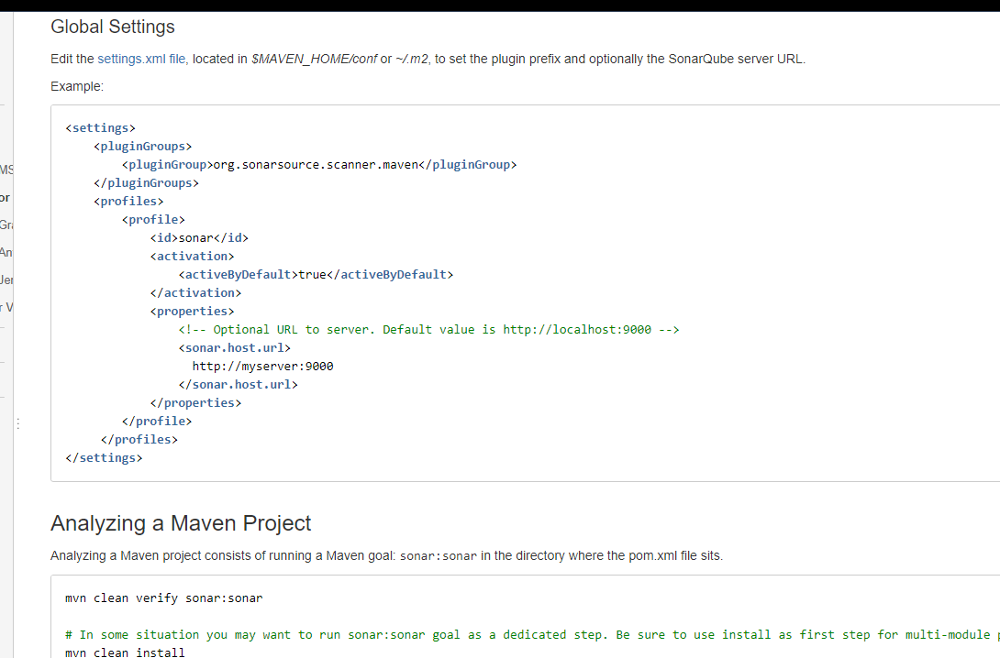 Global Settings
Edit the settings.xml file, located in $MAVEN_HOME/conf or ~/.m2, to set the plugin prefix and optionally the SonarQube server URL.
Example:
<settings>
    <pluginGroups>
        <pluginGroup>org.sonarsource.scanner.maven</pluginGroup>
    </pluginGroups>
    <profiles>
        <profile>
            <id>sonar</id>
            <activation>
                <activeByDefault>true</activeByDefault>
            </activation>
            <properties>
                <!-- Optional URL to server. Default value is http://localhost:9000 -->
                <sonar.host.url>
                  http://myserver:9000
                </sonar.host.url>
            </properties>
        </profile>
     </profiles>
</settings>
Analyzing a Maven Project
Analyzing a Maven project consists of running a Maven goal: sonar:sonar in the directory where the pom.xml file sits.
mvn clean verify sonar:sonar
# In some situation you may want to run sonar:sonar goal as a dedicated step. Be sure to use install as first step for multi-module
mvn clean install